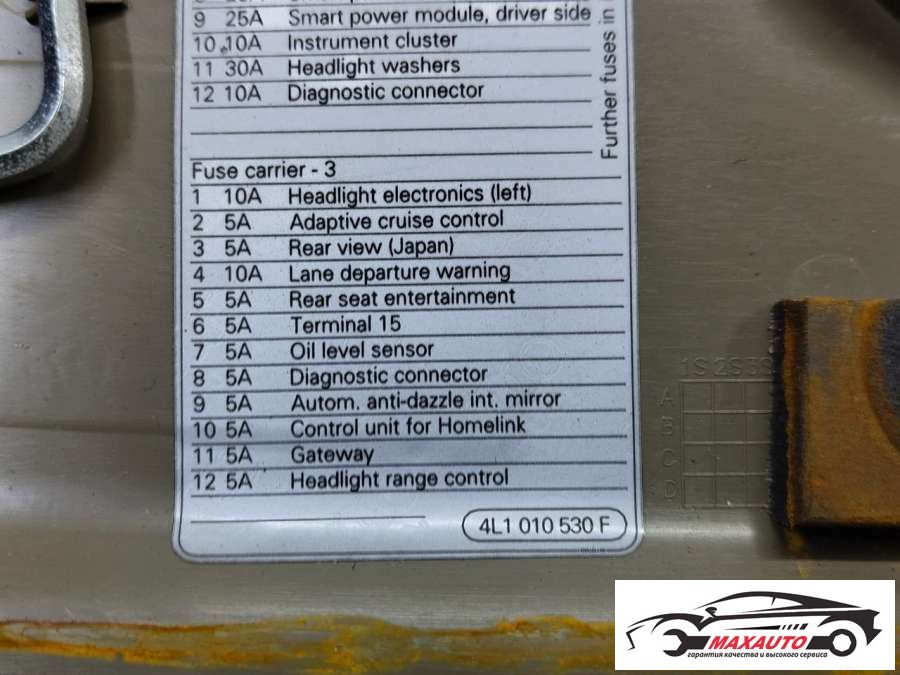 9 25A Smart power module, driver side
10 10A Instrument cluster
11 30A Headlight washers
12 10A Diagnostic connector
Further fuses in
Fuse carrier - 3
1 10A Headlight electronics (left)
2 5A Adaptive cruise control
3 5A Rear view (Japan)
4 10A Lane departure warning
5 5A Rear seat entertainment
6 5A Terminal 15
7 5A Oil level sensor
8 5A Diagnostic connector
9 5A Autom. anti-dazzle int. mirror
10 5A Control unit for Homelink
11 5A Gateway
12 5A Headlight range control
4L1 010 530 F
1S 2S 3S
A
B
C
D
MAXAUTO
гарантия качества и высокого сервиса